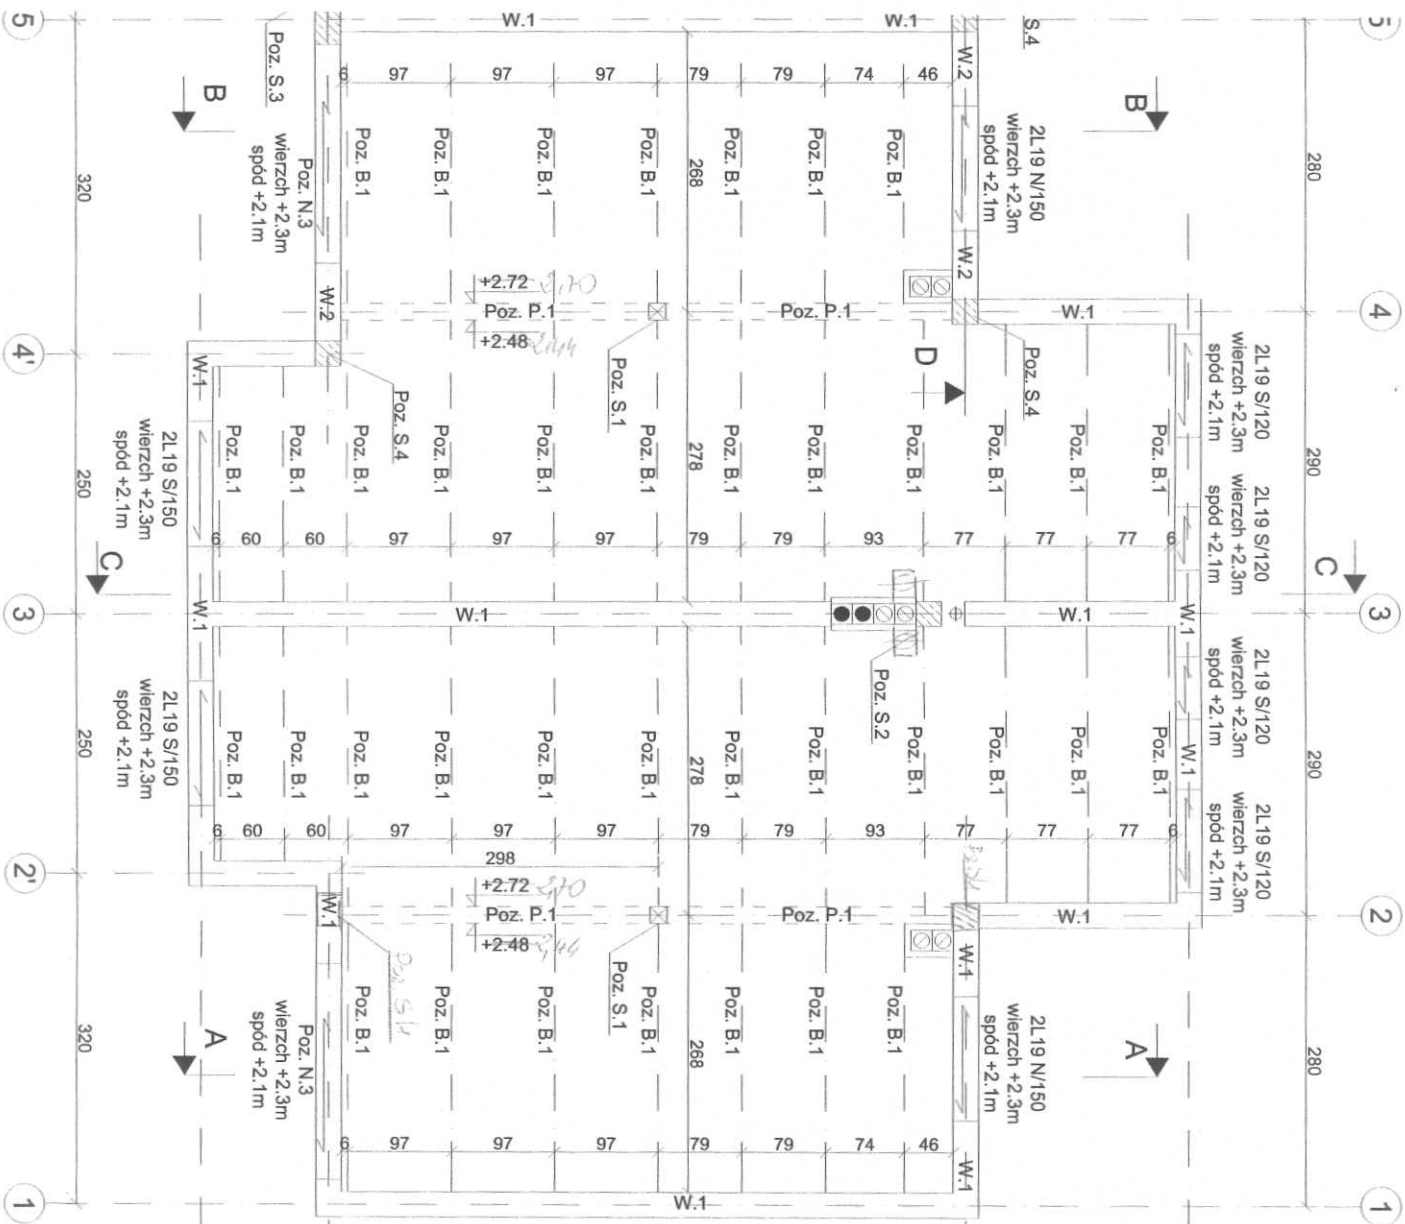 5
W.1
W.1
S.4
5
Poz. S.3
W.2
6
97
97
97
79
79
74
46
B
B
280
320
Poz. N.3
wierzch +2.3m
spód +2.1m
Poz. B.1
Poz. B.1
Poz. B.1
Poz. B.1
268
Poz. B.1
Poz. B.1
Poz. B.1
2L19 N/150
wierzch +2.3m
spód +2.1m
W.2
W.2
+2.72 2,70
Poz. P.1
Poz. P.1
W.1
4
+2.48 2,44
4'
W.1
Poz. S.4
Poz. S.1
D
Poz. S.4
2L19 S/120
wierzch +2.3m
spód +2.1m
290
250
2L19 S/150
wierzch +2.3m
spód +2.1m
Poz. B.1
Poz. B.1
Poz. B.1
Poz. B.1
Poz. B.1
Poz. B.1
278
Poz. B.1
Poz. B.1
Poz. B.1
Poz. B.1
Poz. B.1
Poz. B.1
2L19 S/120
wierzch +2.3m
spód +2.1m
6
60
60
97
97
97
79
79
93
77
77
77
6
C
C
3
W.1
W.1
W.1
W.1
3
Poz. S.2
250
2L19 S/150
wierzch +2.3m
spód +2.1m
Poz. B.1
Poz. B.1
Poz. B.1
Poz. B.1
Poz. B.1
Poz. B.1
278
Poz. B.1
Poz. B.1
Poz. B.1
Poz. B.1
Poz. B.1
Poz. B.1
2L19 S/120
wierzch +2.3m
spód +2.1m
W.1
290
2L19 S/120
wierzch +2.3m
spód +2.1m
6
60
60
97
97
97
79
79
93
77
77
77
6
298
2'
+2.72 2,70
W.1
Poz. P.1
Poz. P.1
W.1
2
+2.48 2,44
Poz. S.1
Poz. S.4
W.1
320
A
Poz. N.3
wierzch +2.3m
spód +2.1m
Poz. B.1
Poz. B.1
Poz. B.1
Poz. B.1
268
Poz. B.1
Poz. B.1
Poz. B.1
2L19 N/150
wierzch +2.3m
spód +2.1m
A
280
6
97
97
97
79
79
74
46
W.1
1
W.1
1